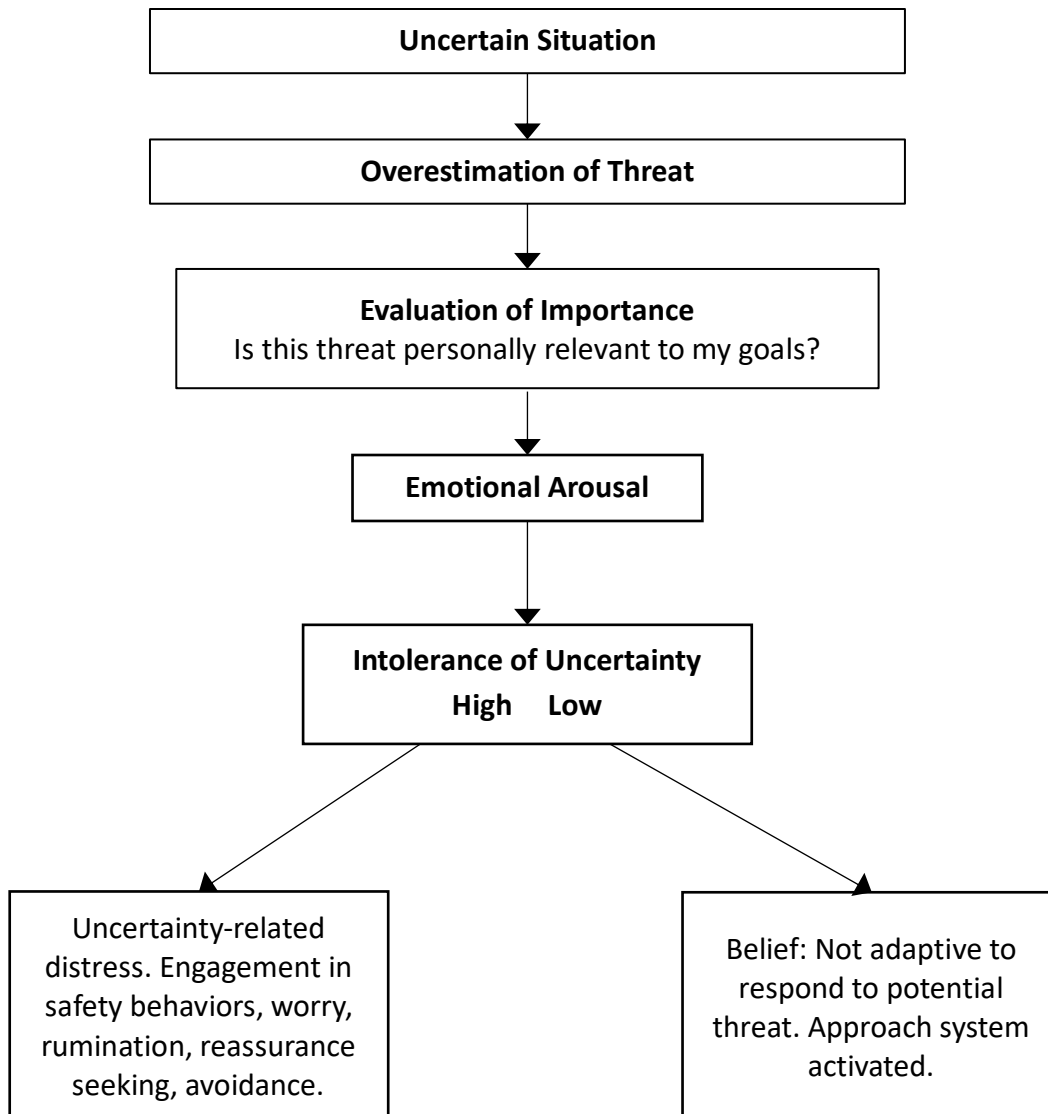 Uncertain Situation
Overestimation of Threat
Evaluation of Importance
Is this threat personally relevant to my goals?
Emotional Arousal
Intolerance of Uncertainty
High Low
Uncertainty-related
distress. Engagement in
safety behaviors, worry,
rumination, reassurance
seeking, avoidance.
Belief: Not adaptive to
respond to potential
threat. Approach system
activated.